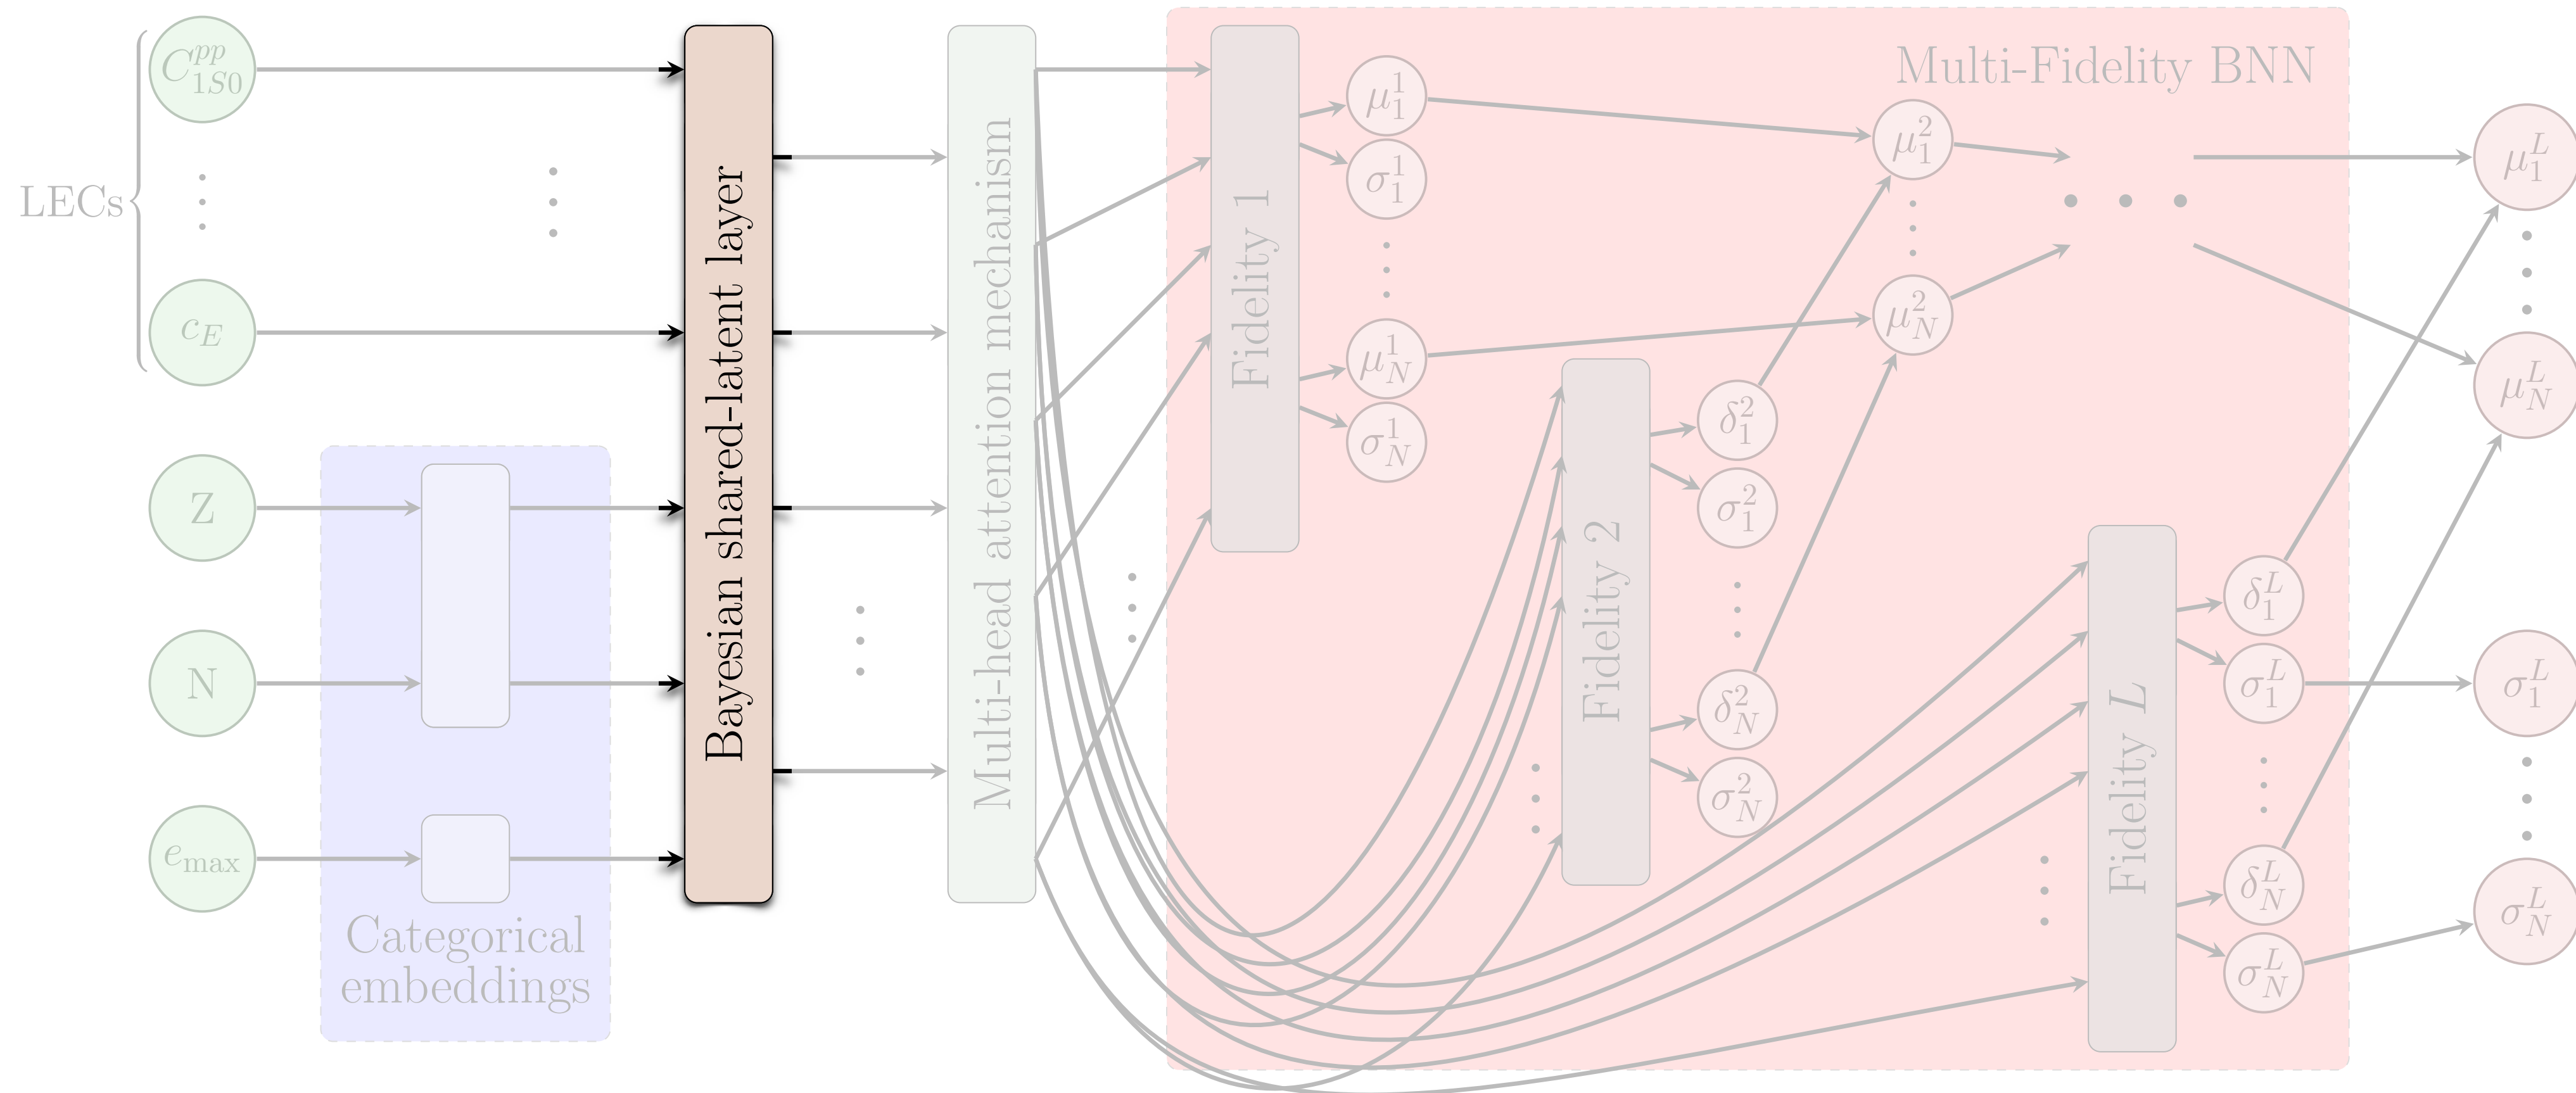 LECs
C^{pp}_{1S0}
c_E
Z
N
e_max
Categorical
embeddings
Bayesian shared-latent layer
Multi-head attention mechanism
Multi-Fidelity BNN
Fidelity 1
μ^1_1
σ^1_1
μ^1_N
σ^1_N
Fidelity 2
δ^2_1
σ^2_1
δ^2_N
σ^2_N
μ^2_1
μ^2_N
Fidelity L
δ^L_1
σ^L_1
δ^L_N
σ^L_N
μ^L_1
μ^L_N
σ^L_1
σ^L_N